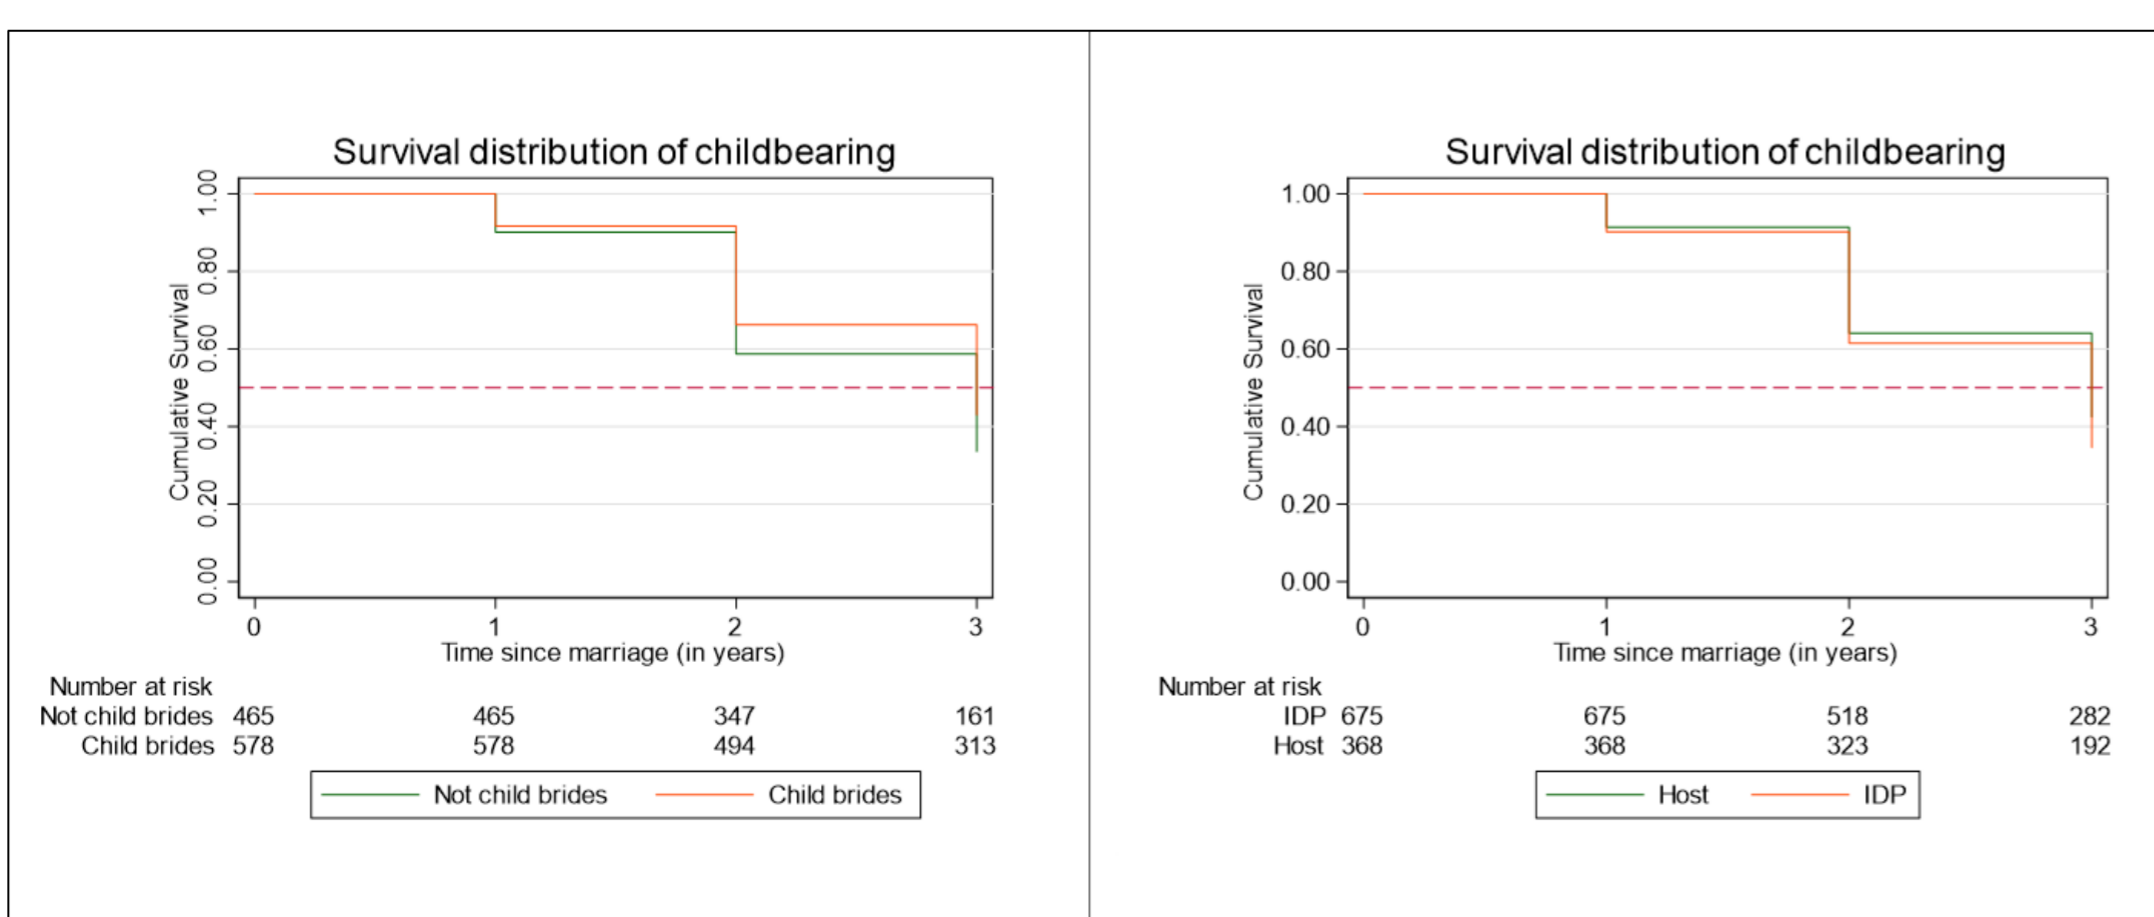 Survival distribution of childbearing
Cumulative Survival
1.00
0.80
0.60
0.40
0.20
0.00
0 1 2 3
Time since marriage (in years)
Number at risk
Not child brides 465 465 347 161
Child brides 578 578 494 313
Not child brides Child brides
Survival distribution of childbearing
Cumulative Survival
1.00
0.80
0.60
0.40
0.20
0.00
0 1 2 3
Time since marriage (in years)
Number at risk
IDP 675 675 518 282
Host 368 368 323 192
Host IDP